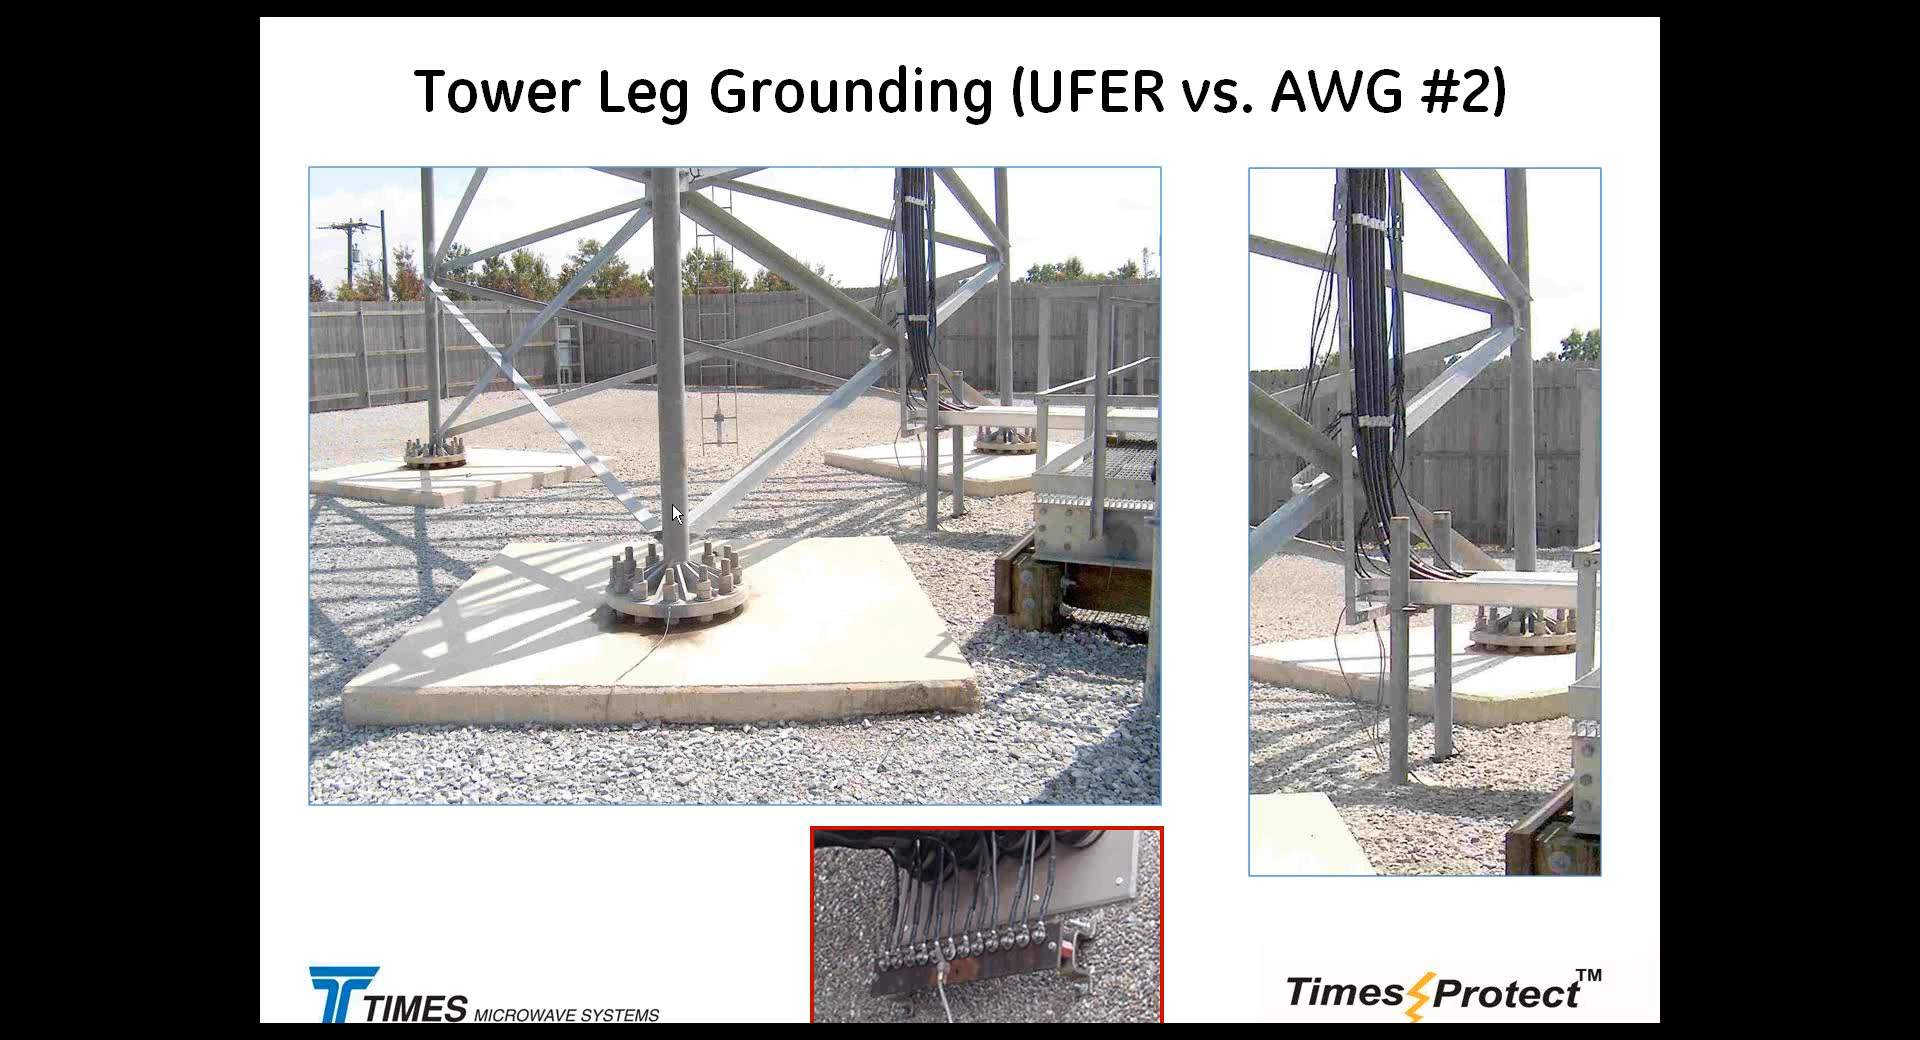 Tower Leg Grounding (UFER vs. AWG #2)
TIMES MICROWAVE SYSTEMS
Times Protect™